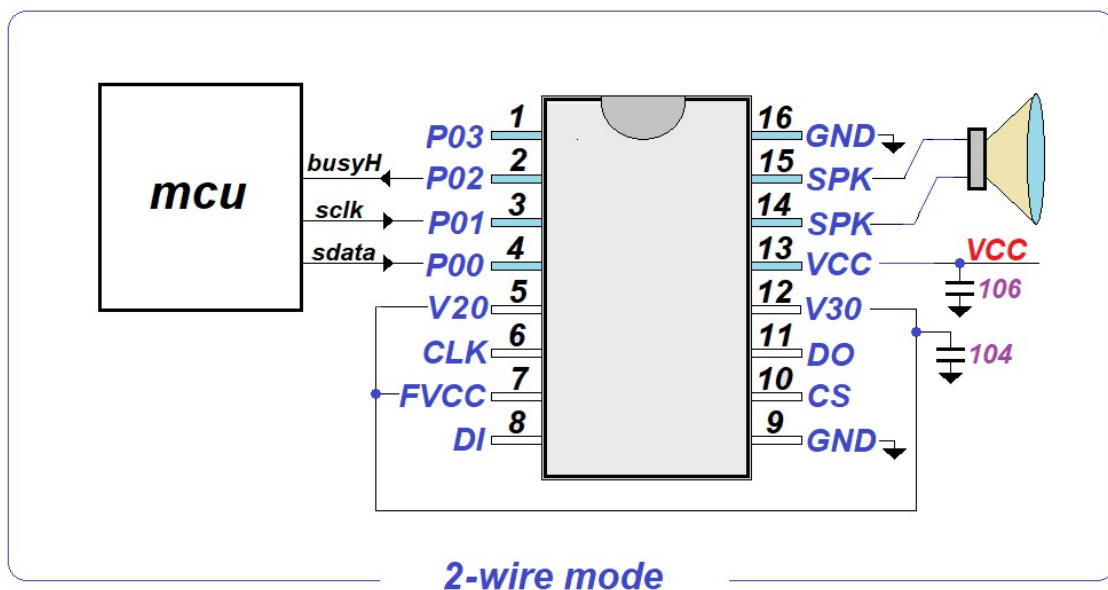 mcu
busyH
sclk
sdata
P03 1
P02 2
P01 3
P00 4
V20 5
CLK 6
FVCC 7
DI 8
16 GND
15 SPK
14 SPK
13 VCC
VCC
106
12 V30
104
11 DO
10 CS
9 GND
2-wire mode